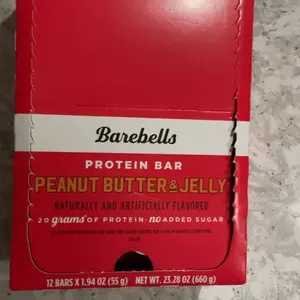 Barebells
PROTEIN BAR
PEANUT BUTTER & JELLY
NATURALLY AND ARTIFICIALLY FLAVORED
20 grams OF PROTEIN · no ADDED SUGAR
12 BARS X 1.94 OZ (55 g) NET WT. 23.28 OZ (660 g)